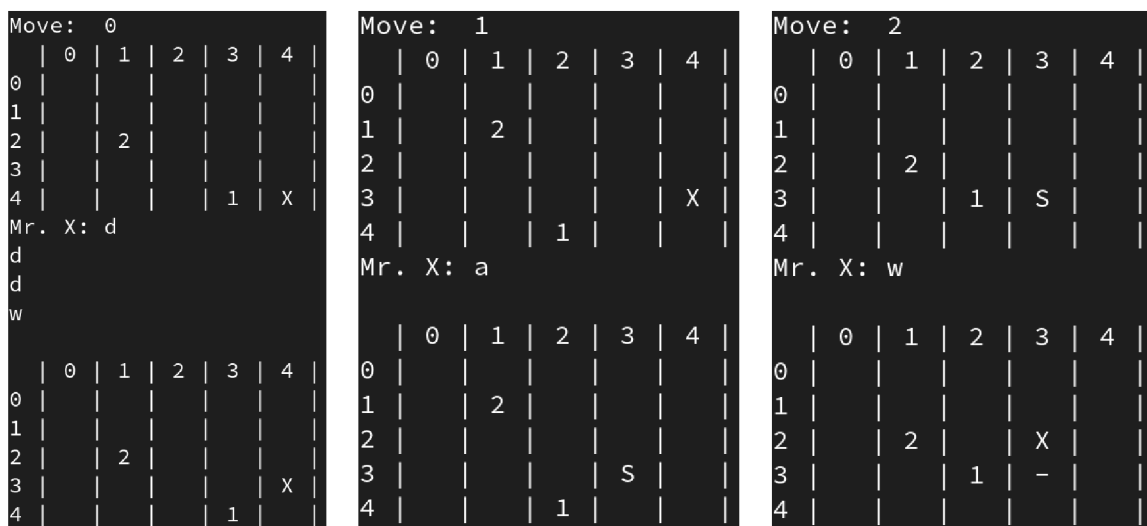 Move:  0
   | 0 | 1 | 2 | 3 | 4 |
0  |   |   |   |   |   |
1  |   |   |   |   |   |
2  |   | 2 |   |   |   |
3  |   |   |   |   |   |
4  |   |   |   | 1 | X |
Mr. X: d
d
d
w
   | 0 | 1 | 2 | 3 | 4 |
0  |   |   |   |   |   |
1  |   |   |   |   |   |
2  |   | 2 |   |   |   |
3  |   |   |   |   | X |
4  |   |   |   | 1 |   |
Move:  1
   | 0 | 1 | 2 | 3 | 4 |
0  |   |   |   |   |   |
1  |   | 2 |   |   |   |
2  |   |   |   |   |   |
3  |   |   |   |   | X |
4  |   |   | 1 |   |   |
Mr. X: a
   | 0 | 1 | 2 | 3 | 4 |
0  |   |   |   |   |   |
1  |   | 2 |   |   |   |
2  |   |   |   |   |   |
3  |   |   |   | S |   |
4  |   |   | 1 |   |   |
Move:  2
   | 0 | 1 | 2 | 3 | 4 |
0  |   |   |   |   |   |
1  |   |   |   |   |   |
2  |   | 2 |   |   |   |
3  |   |   | 1 | S |   |
4  |   |   |   |   |   |
Mr. X: w
   | 0 | 1 | 2 | 3 | 4 |
0  |   |   |   |   |   |
1  |   |   |   |   |   |
2  |   | 2 |   | X |   |
3  |   |   | 1 | - |   |
4  |   |   |   |   |   |